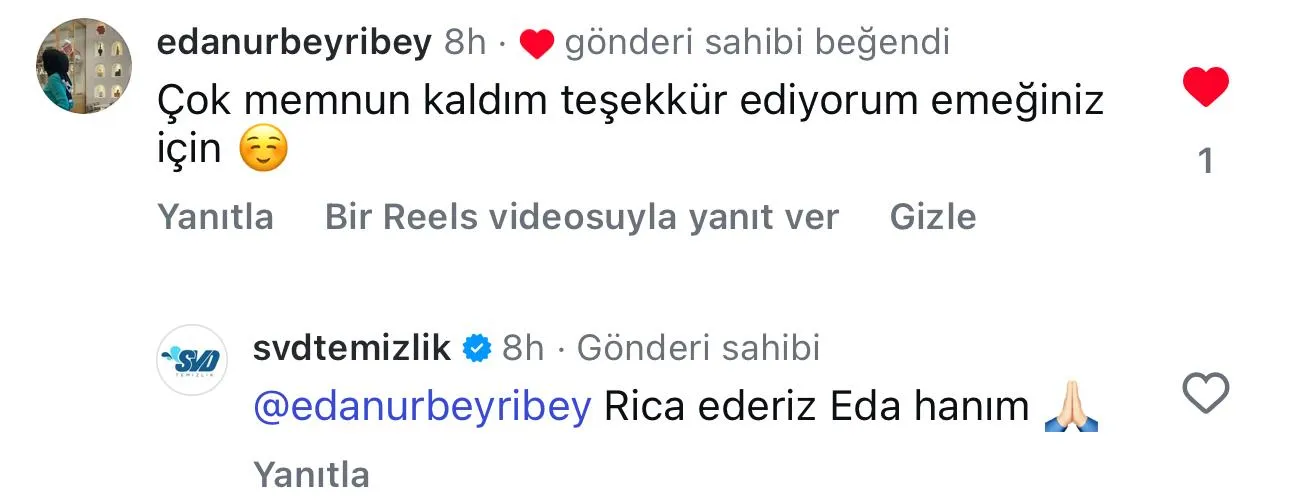 edanurbeyribey 8h · ❤️ gönderi sahibi beğendi
Çok memnun kaldım teşekkür ediyorum emeğiniz
için ☺️
1
Yanıtla Bir Reels videosuyla yanıt ver Gizle
SVD
TEMİZLİK
svdtemizlik 8h · Gönderi sahibi
@edanurbeyribey Rica ederiz Eda hanım 🙏🏻
Yanıtla